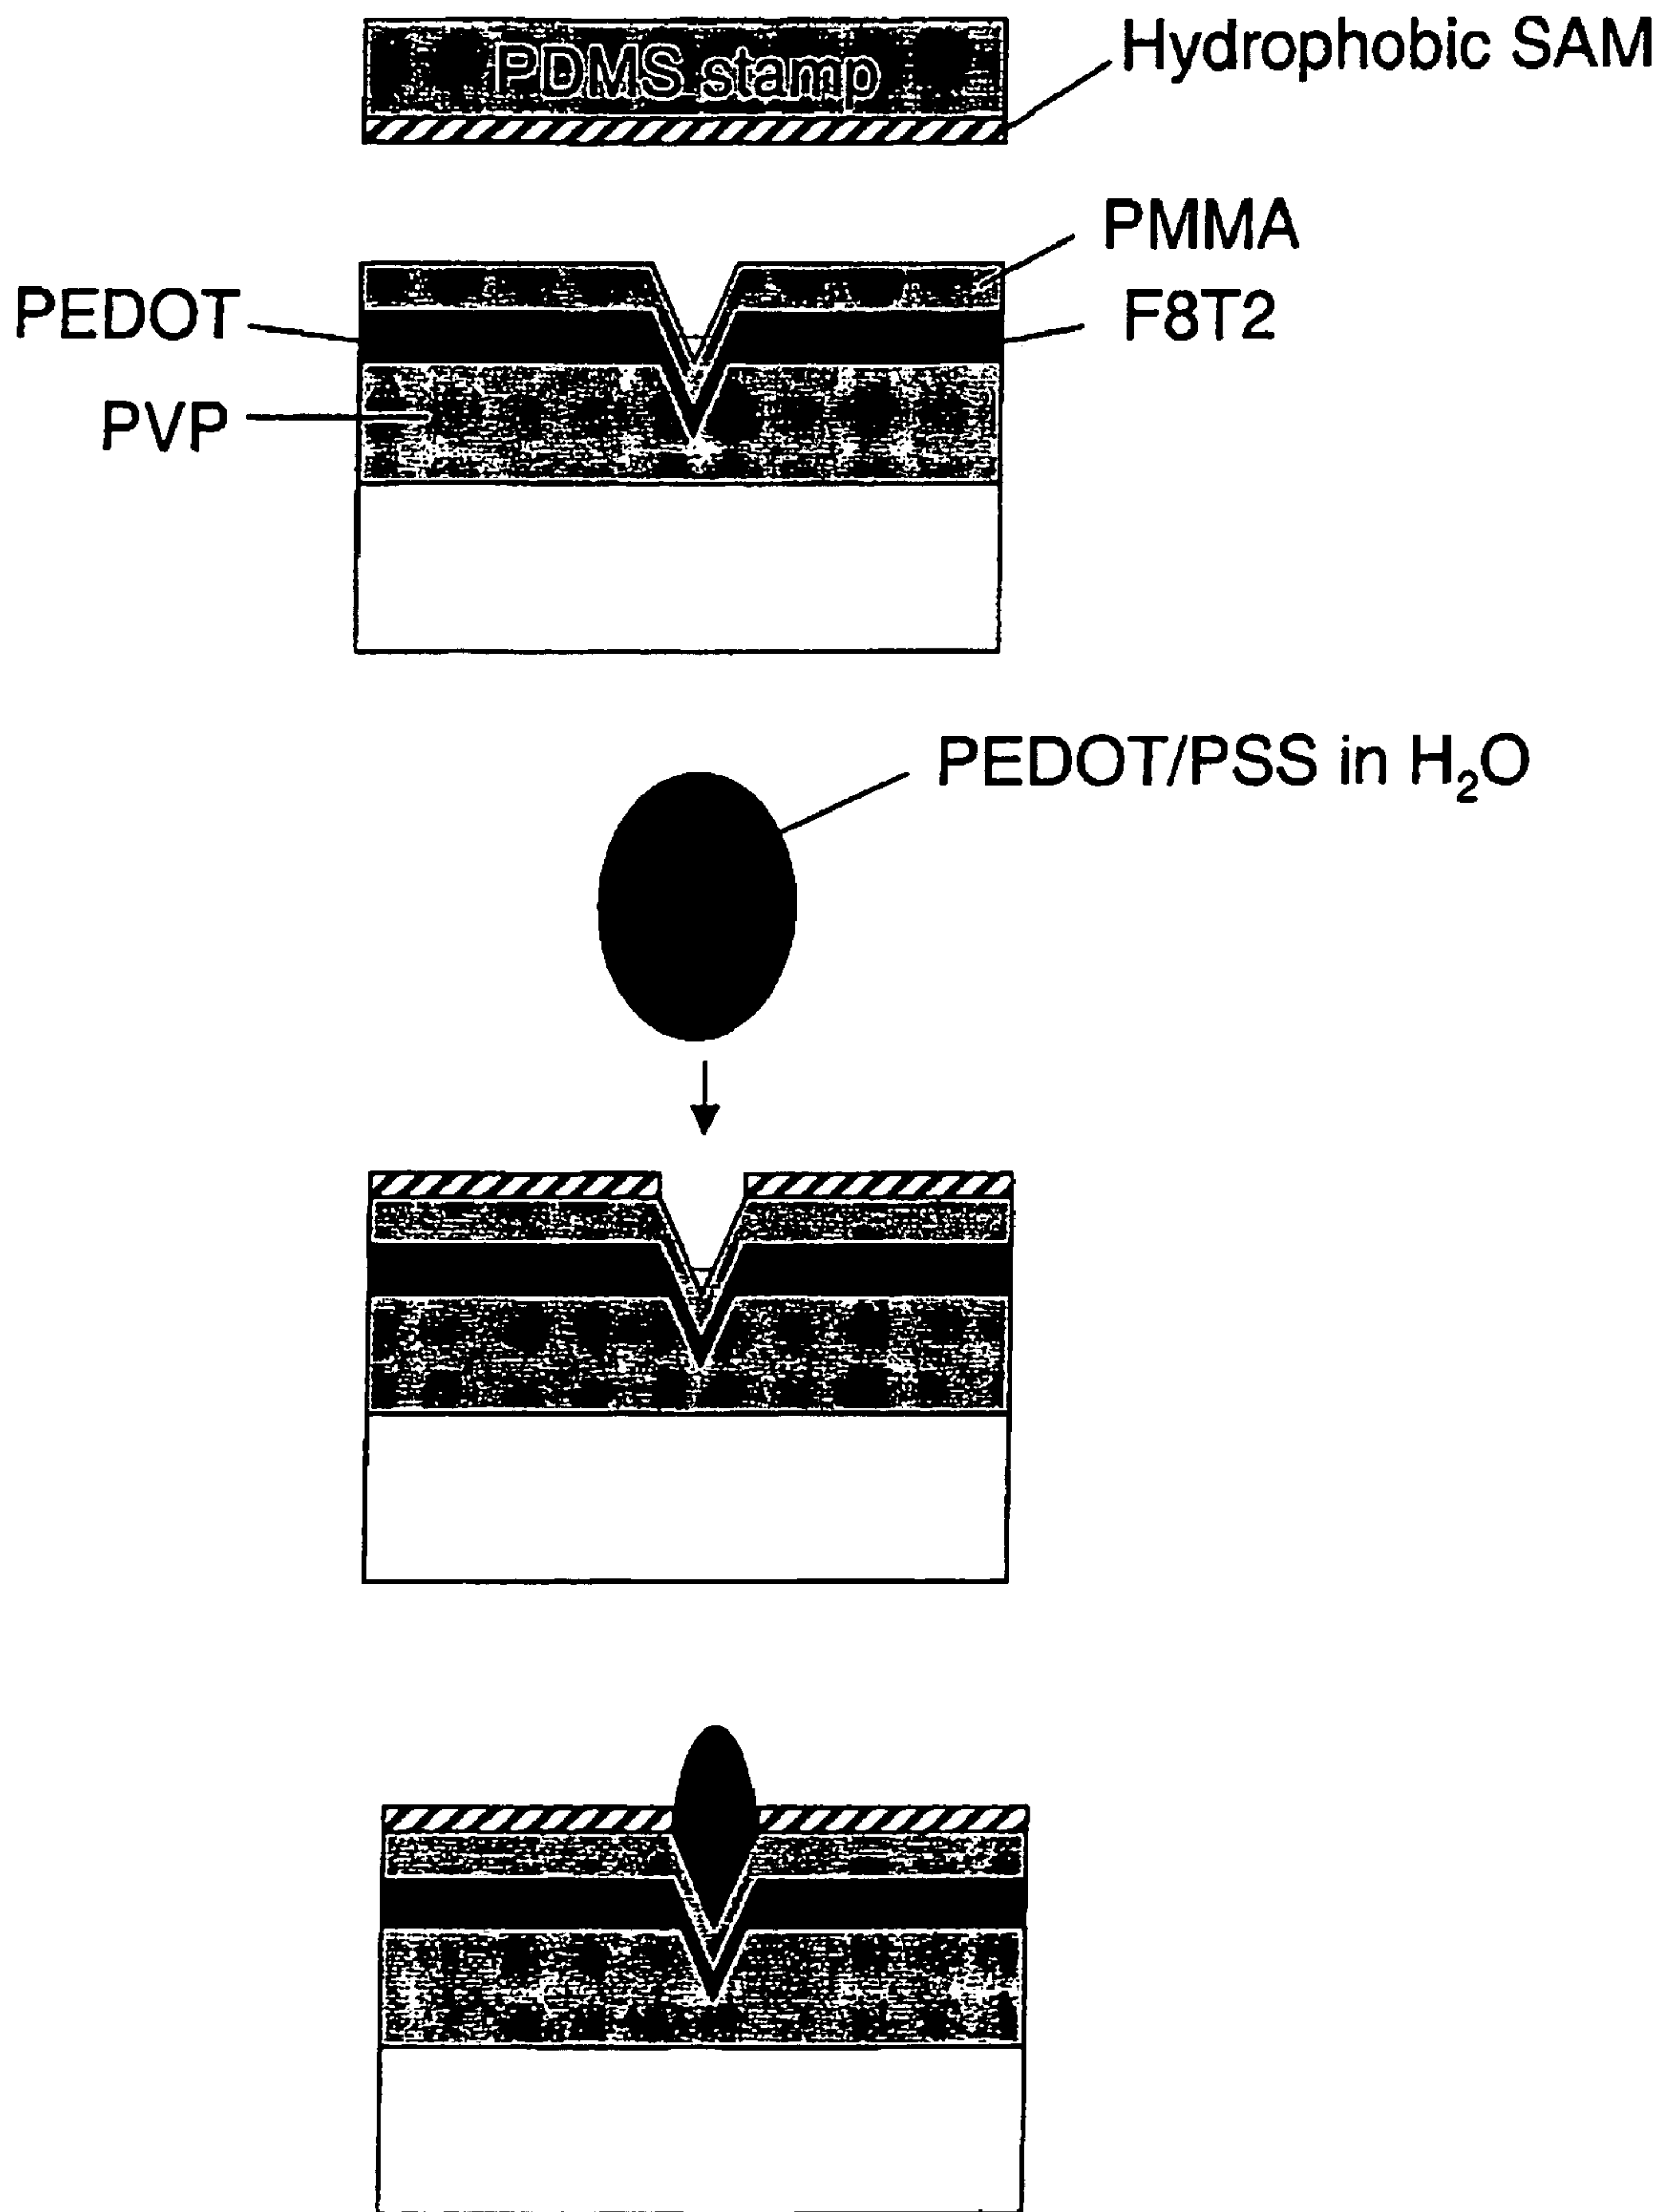 PDMS stamp
Hydrophobic SAM
PMMA
PEDOT
F8T2
PVP
PEDOT/PSS in H₂O